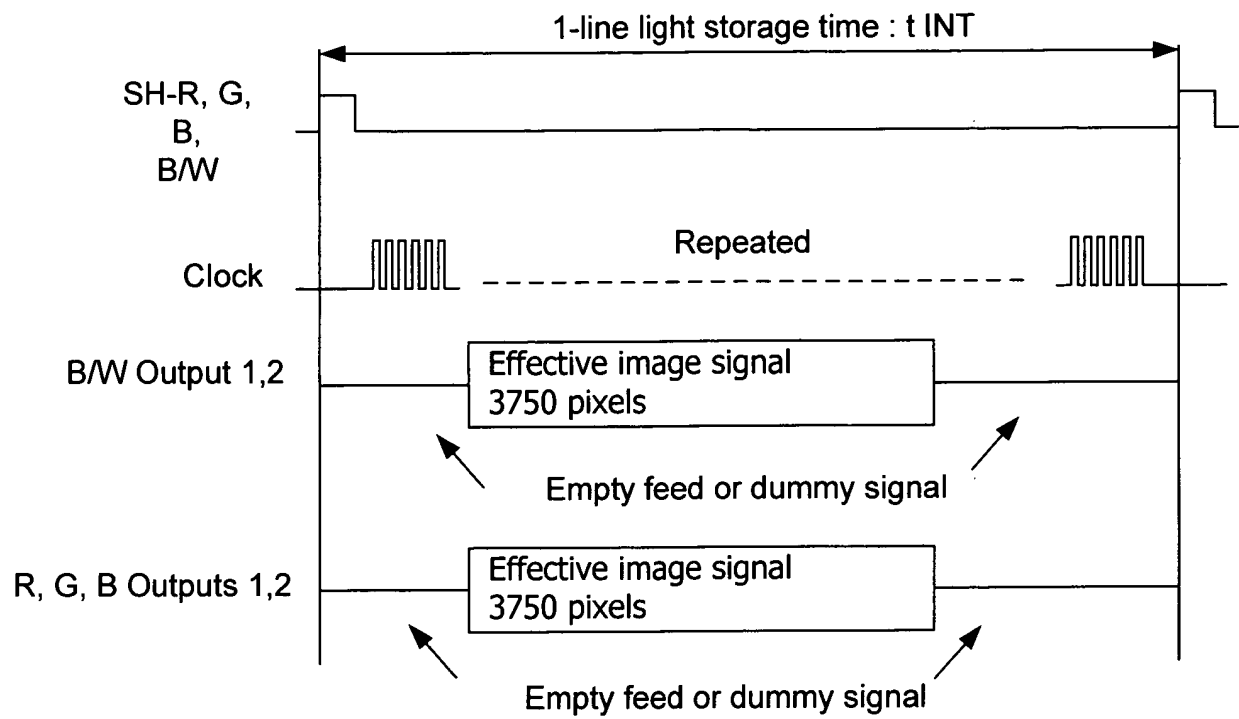 1-line light storage time : t INT
SH-R, G,
B,
B/W
Repeated
Clock
B/W Output 1,2
Effective image signal
3750 pixels
Empty feed or dummy signal
R, G, B Outputs 1,2
Effective image signal
3750 pixels
Empty feed or dummy signal